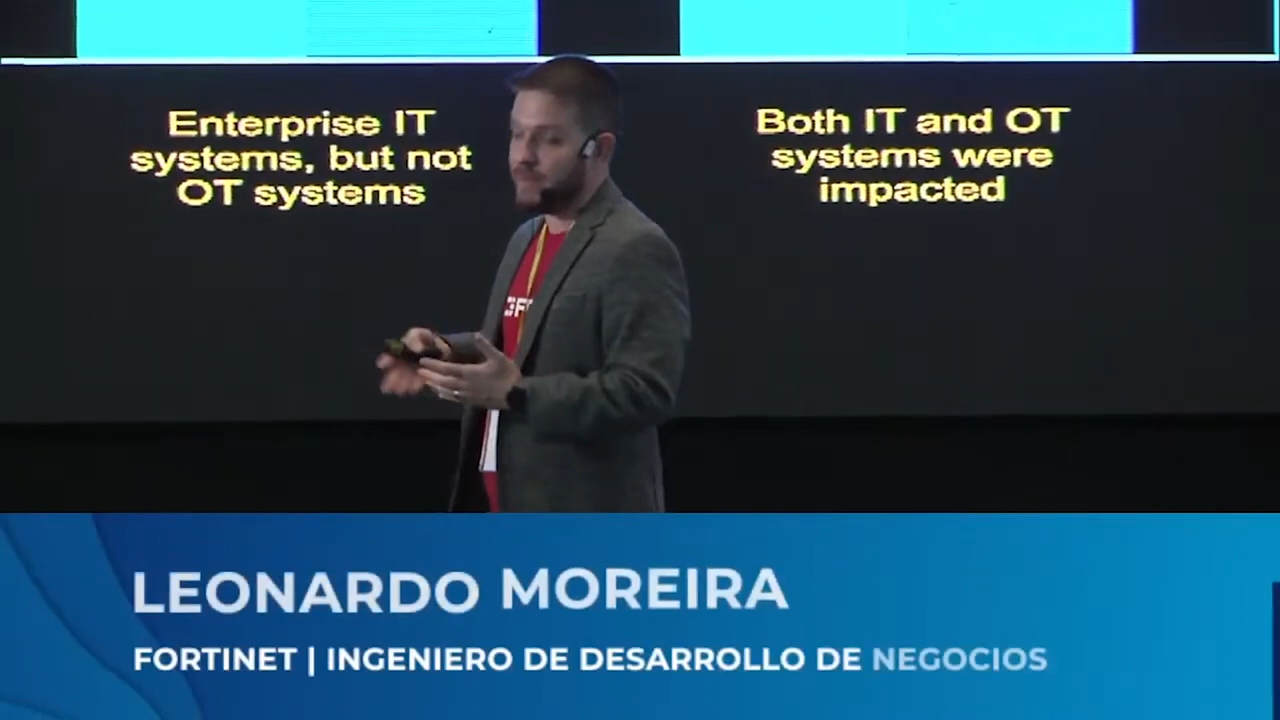 Enterprise IT
systems, but not
OT systems
Both IT and OT
systems were
impacted
LEONARDO MOREIRA
FORTINET | INGENIERO DE DESARROLLO DE NEGOCIOS